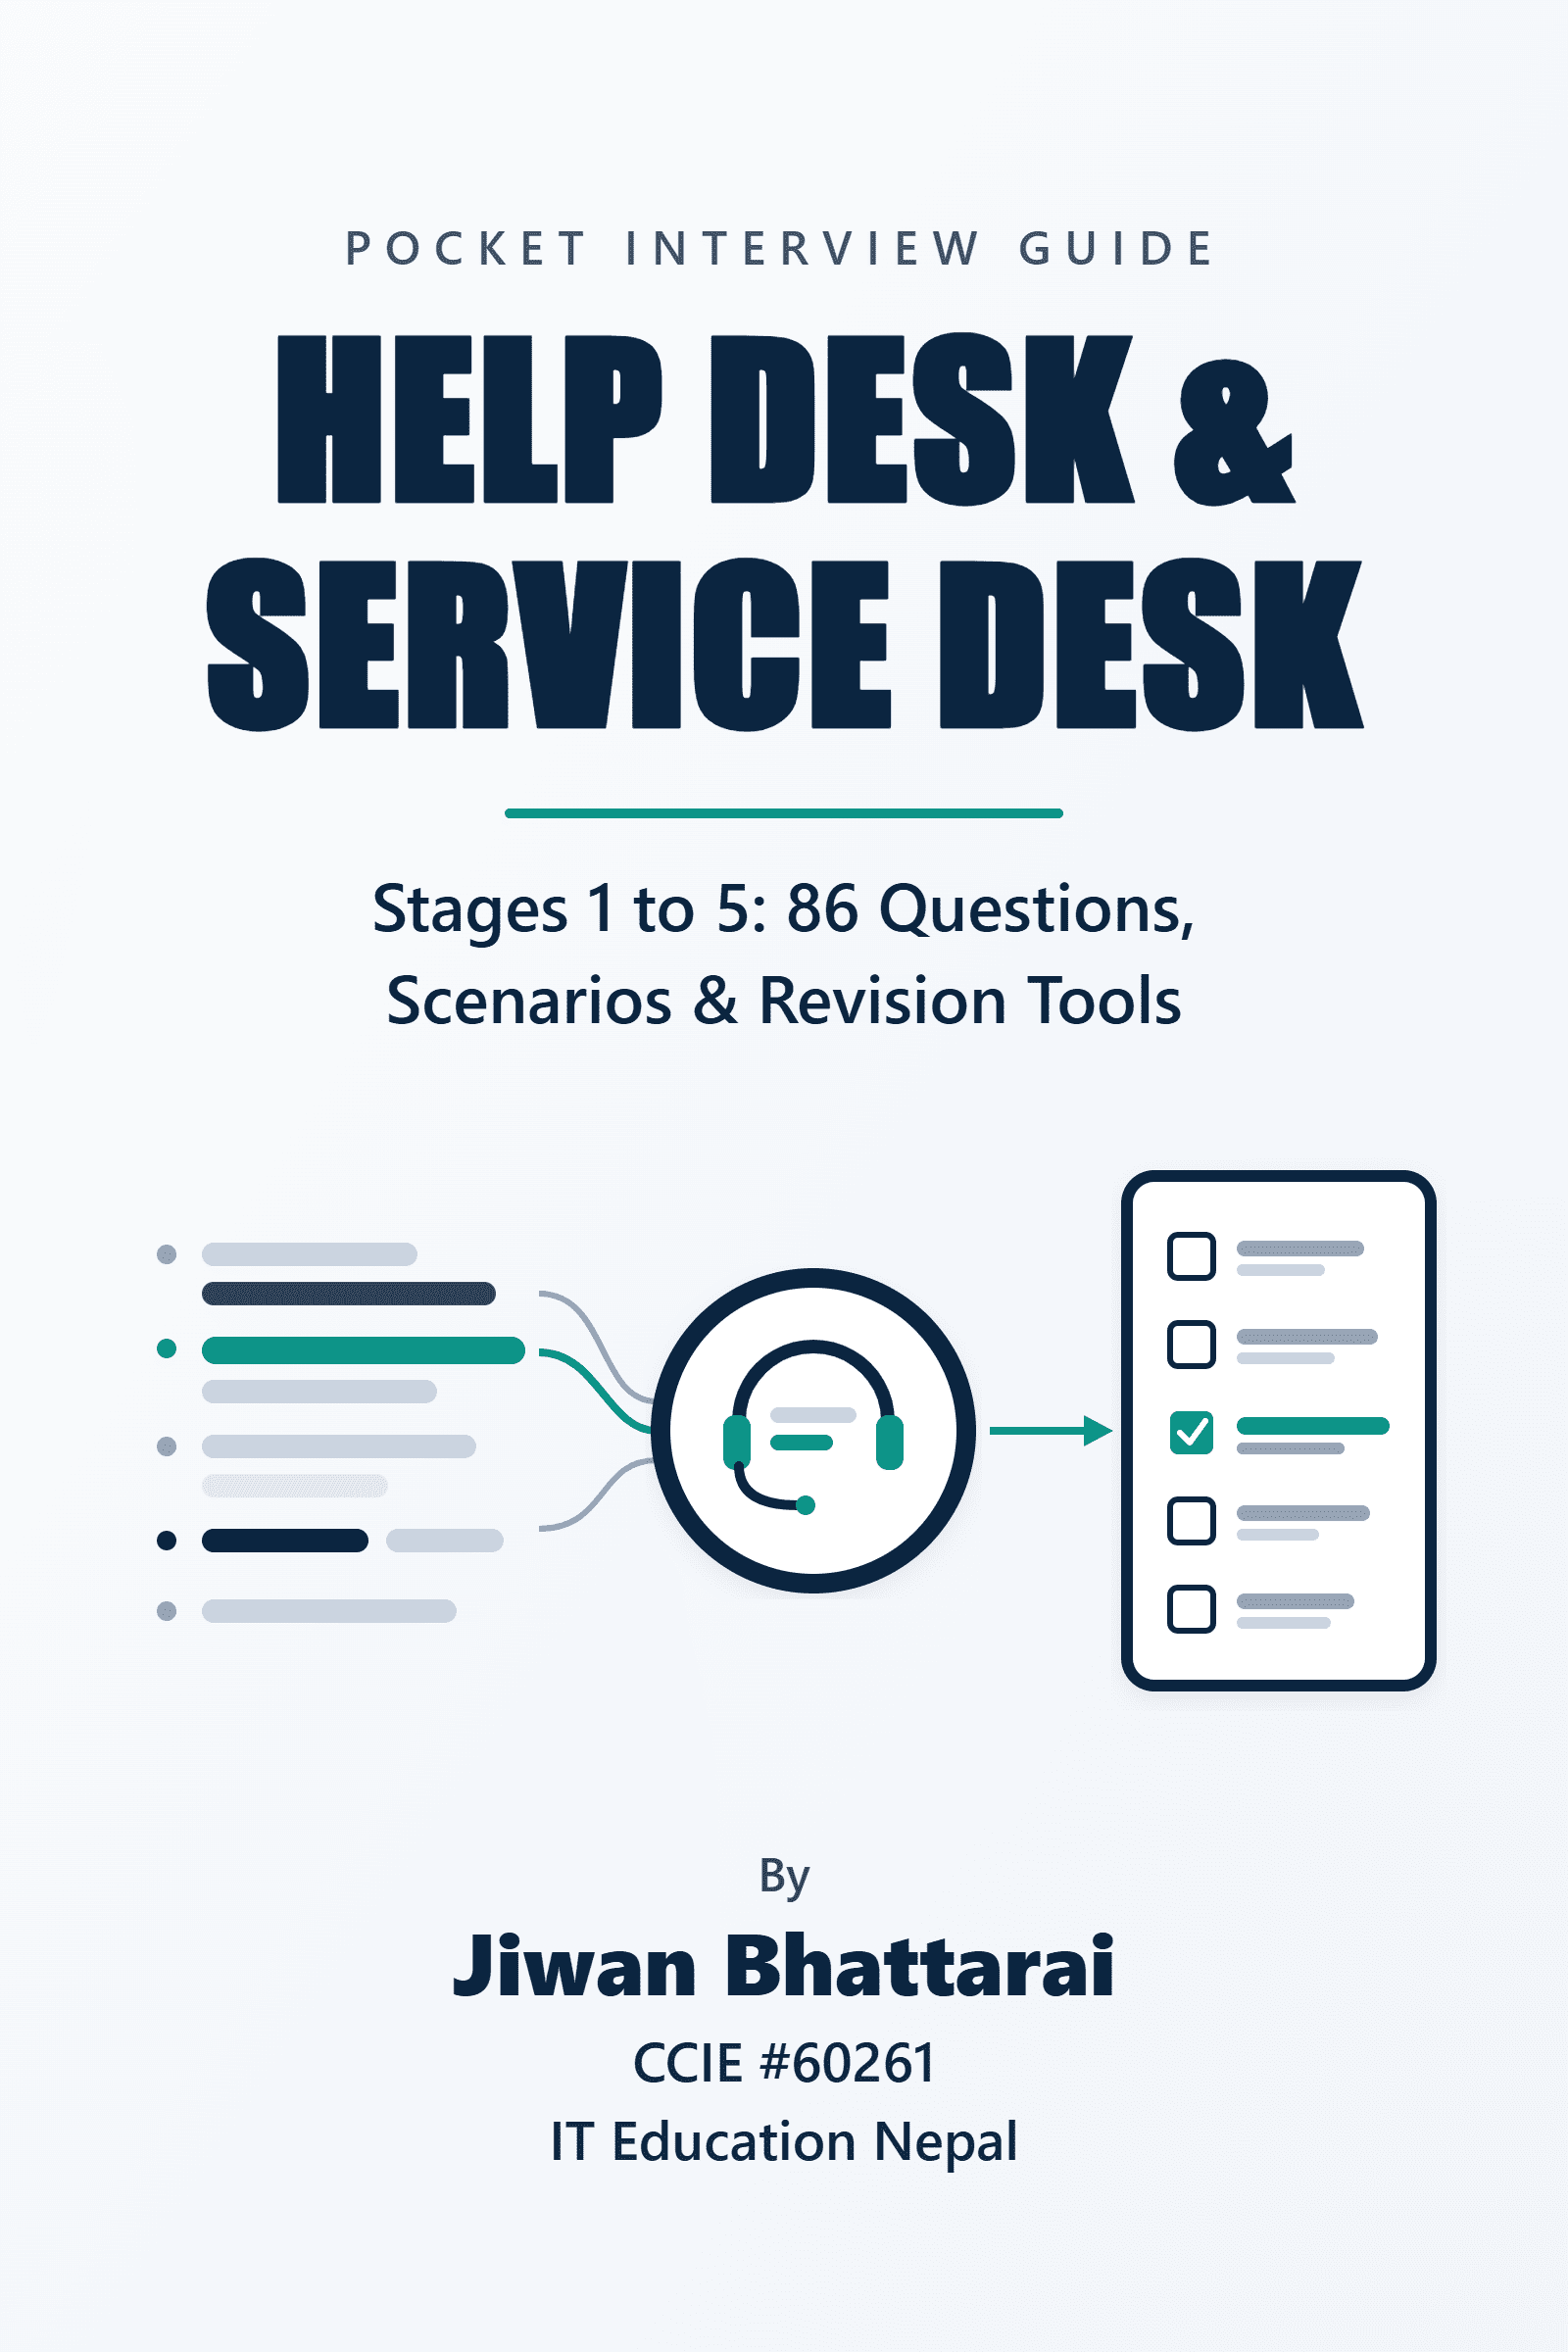 POCKET INTERVIEW GUIDE
HELP DESK &
SERVICE DESK
Stages 1 to 5: 86 Questions,
Scenarios & Revision Tools
By
Jiwan Bhattarai
CCIE #60261
IT Education Nepal